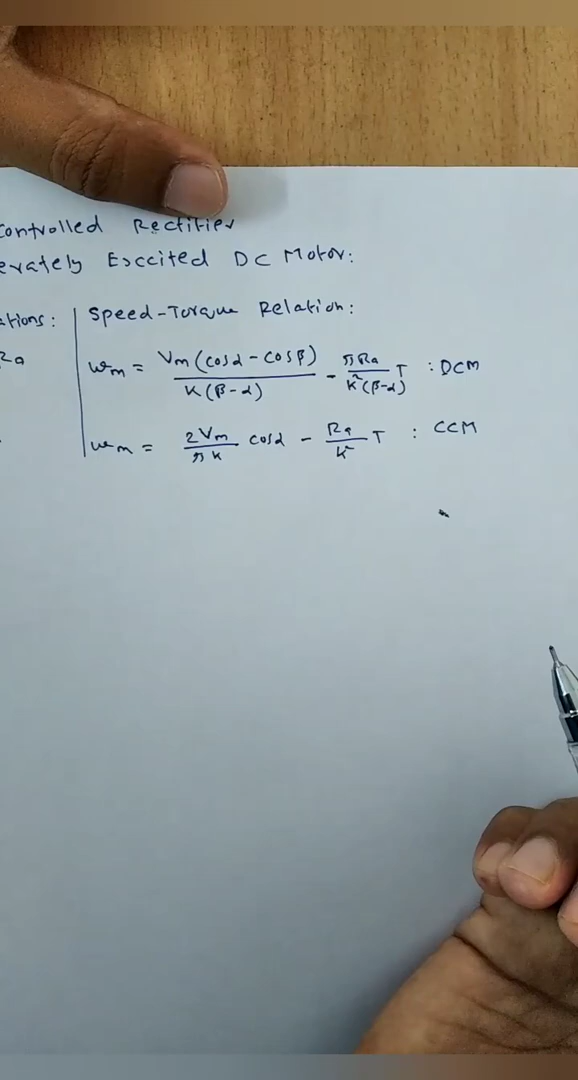 Controlled Rectifier
erately Excited DC Motor:
ations: Speed-Torque Relation:
Ra
ωm = Vm(cosα - cosβ) / K(β-α) - πRa / K²(β-α) T : DCM
ωm = 2Vm / πK cosα - Ra / K² T : CCM